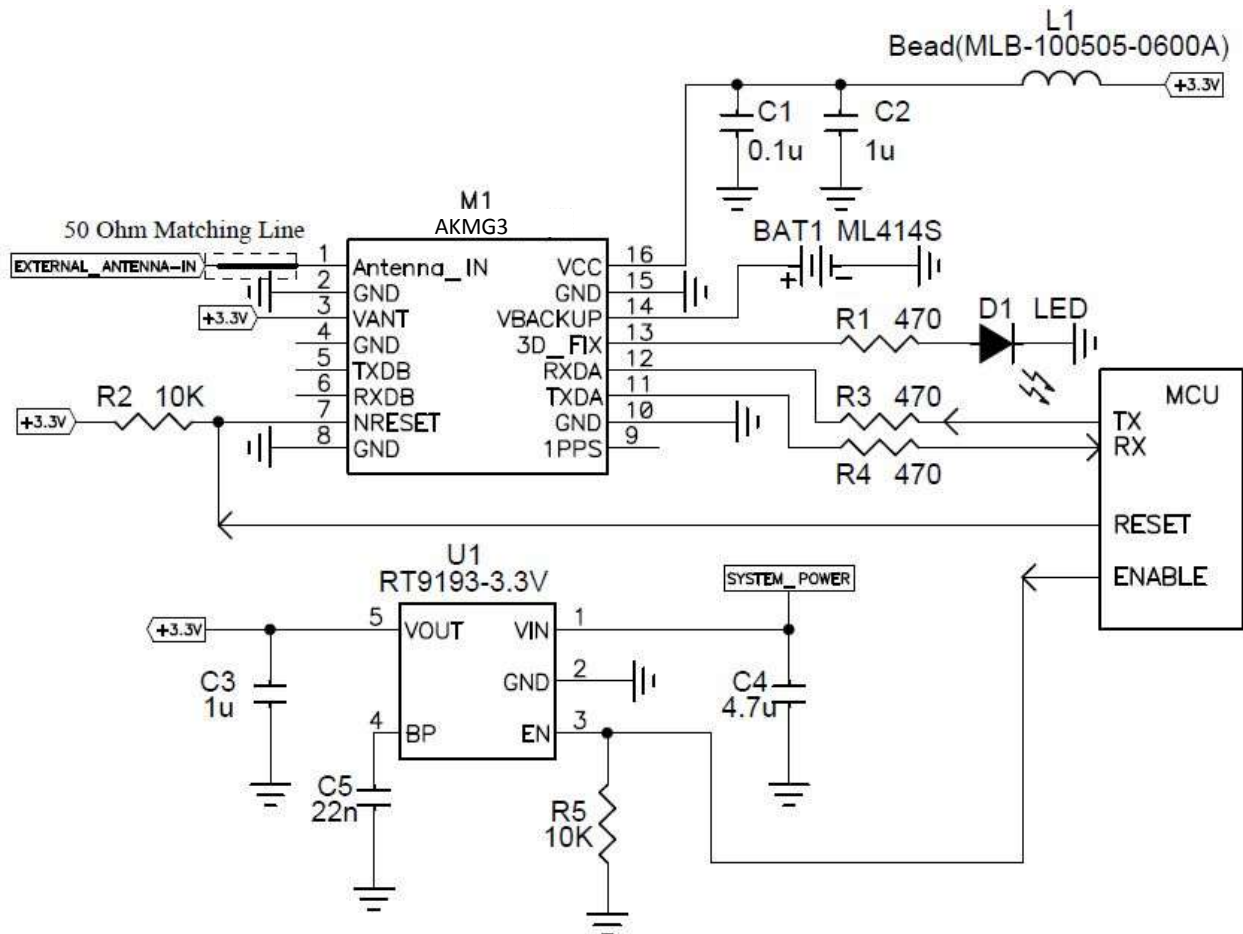 L1
Bead(MLB-100505-0600A)
+3.3V
C1
0.1u
C2
1u
M1
AKMG3
50 Ohm Matching Line
EXTERNAL_ANTENNA-IN
1
Antenna_IN
2
GND
+3.3V
3
VANT
4
GND
5
TXDB
6
RXDB
7
NRESET
8
GND
VCC
16
GND
15
VBACKUP
14
3D_FIX
13
RXDA
12
TXDA
11
GND
10
1PPS
9
BAT1 ML414S
+
-
R1 470
D1 LED
R2 10K
+3.3V
R3 470
R4 470
MCU
TX
RX
RESET
ENABLE
U1
RT9193-3.3V
SYSTEM_POWER
+3.3V
5
VOUT
VIN
1
GND
2
4
BP
EN
3
C3
1u
C4
4.7u
C5
22n
R5
10K